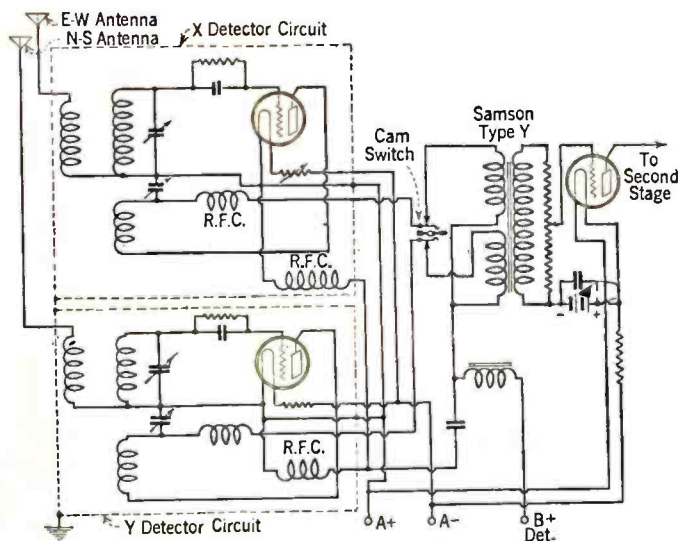 E-W Antenna
N-S Antenna
X Detector Circuit
Samson
Type Y
Cam
Switch
To
Second
Stage
R.F.C.
R.F.C.
- +
R.F.C.
Y Detector Circuit
A+
A-
B+
Det.